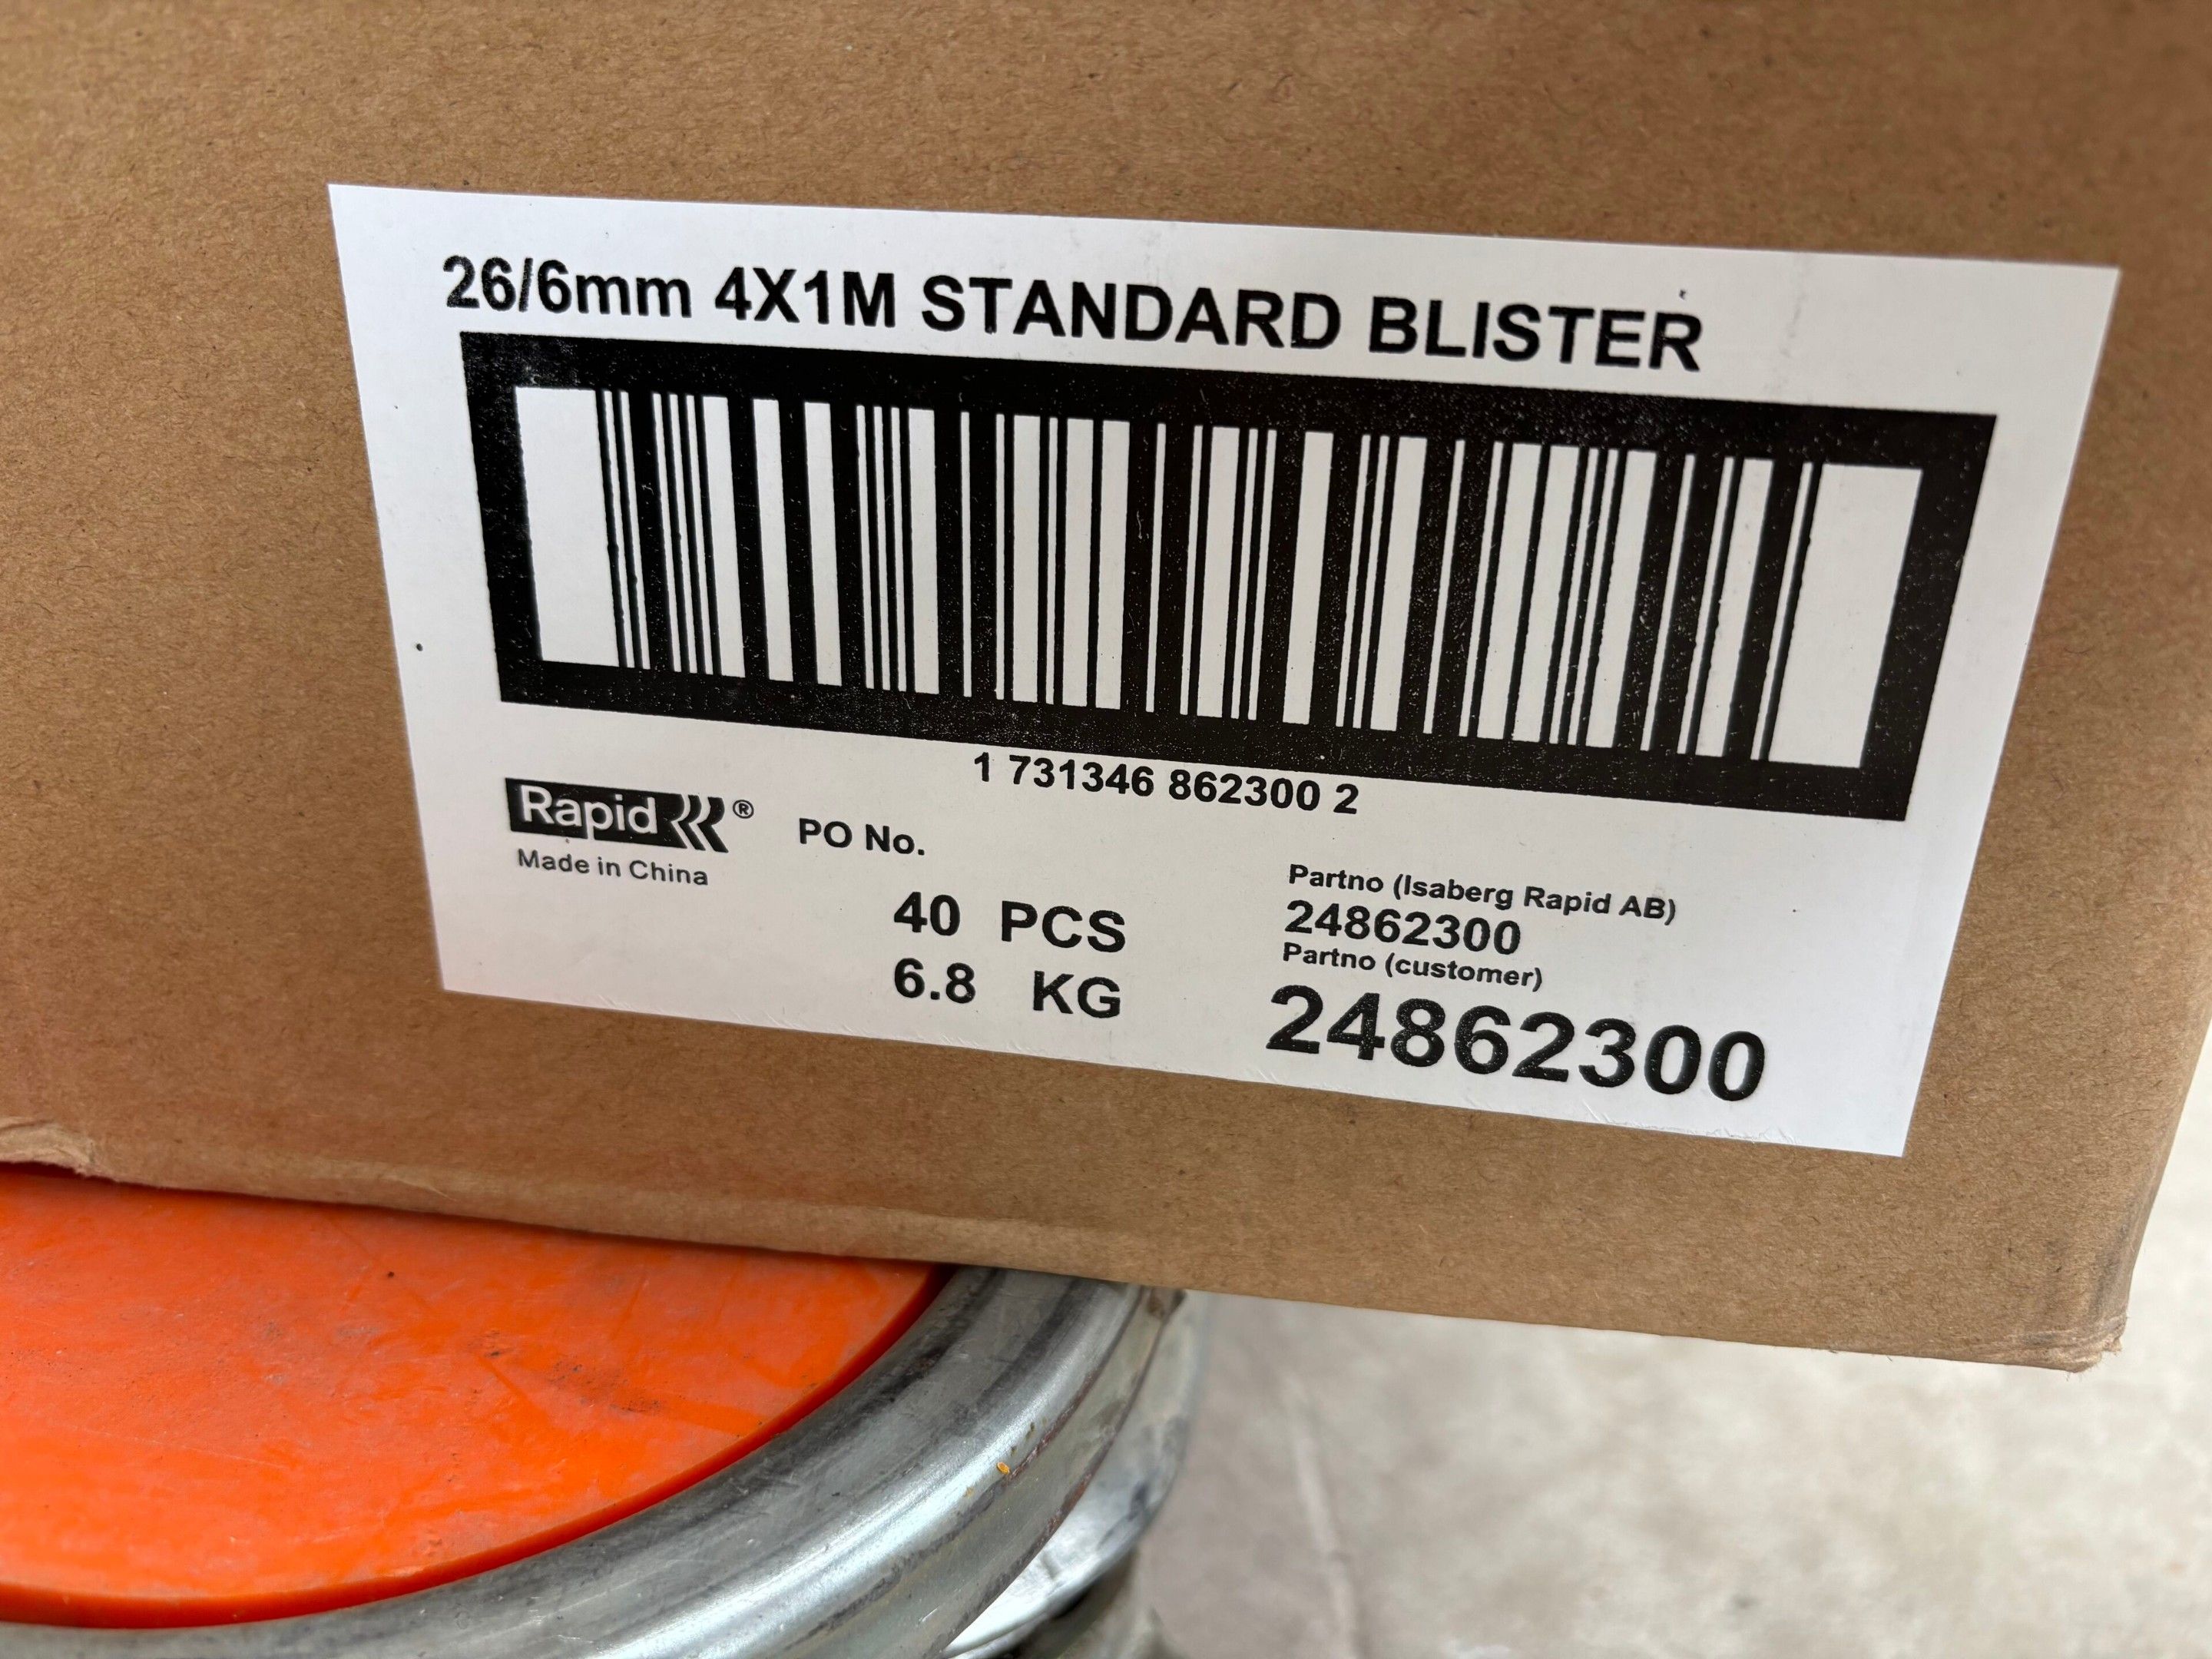 26/6mm 4X1M STANDARD BLISTER
1 731346 862300 2
Rapid®
Made in China
PO No.
40 PCS
6.8 KG
Partno (Isaberg Rapid AB)
24862300
Partno (customer)
24862300